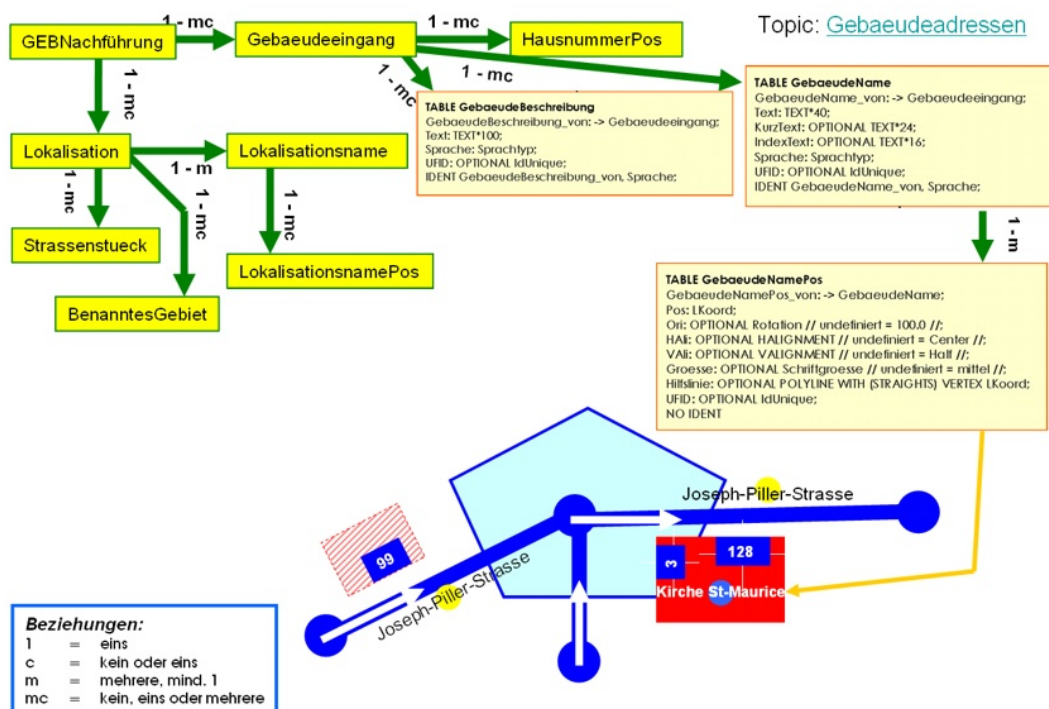 Topic: Gebaeudeadressen
GEBNachführung
1 - mc
Gebaeudeeingang
1 - mc
HausnummerPos
1 - mc
1 - mc
1 - mc
TABLE GebaeudeBeschreibung
GebaeudeBeschreibung_von: -> Gebaeudeeingang;
Text: TEXT*100;
Sprache: Sprachtyp;
UFID: OPTIONAL IdUnique;
IDENT GebaeudeBeschreibung_von, Sprache;
TABLE GebaeudeName
GebaeudeName_von: -> Gebaeudeeingang;
Text: TEXT*40;
KurzText: OPTIONAL TEXT*24;
IndexText: OPTIONAL TEXT*16;
Sprache: Sprachtyp;
UFID: OPTIONAL IdUnique;
IDENT GebaeudeName_von, Sprache;
Lokalisation
1 - m
Lokalisationsname
1 - mc
1 - mc
1 - mc
1 - m
Strassenstueck
LokalisationsnamePos
BenanntesGebiet
TABLE GebaeudeNamePos
GebaeudeNamePos_von: -> GebaeudeName;
Pos: LKoord;
Ori: OPTIONAL Rotation // undefiniert = 100.0 //;
HAli: OPTIONAL HALIGNMENT // undefiniert = Center //;
VAli: OPTIONAL VALIGNMENT // undefiniert = Half //;
Groesse: OPTIONAL Schriftgroesse // undefiniert = mittel //;
Hilfslinie: OPTIONAL POLYLINE WITH (STRAIGHTS) VERTEX LKoord;
UFID: OPTIONAL IdUnique;
NO IDENT
Joseph-Piller-Strasse
99
3
128
Kirche St-Maurice
Joseph-Piller-Strasse
Beziehungen:
1 = eins
c = kein oder eins
m = mehrere, mind. 1
mc = kein, eins oder mehrere